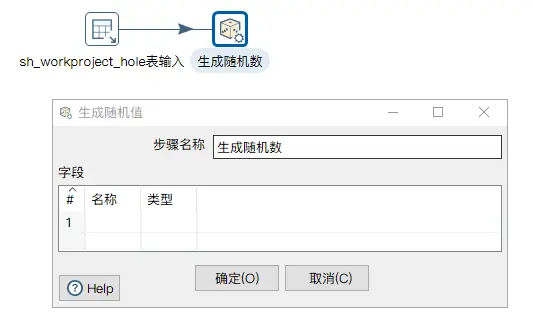 sh_workproject_hole表输入 生成随机数
生成随机值
步骤名称 生成随机数
字段
# 名称 类型
1
Help 确定(O) 取消(C)